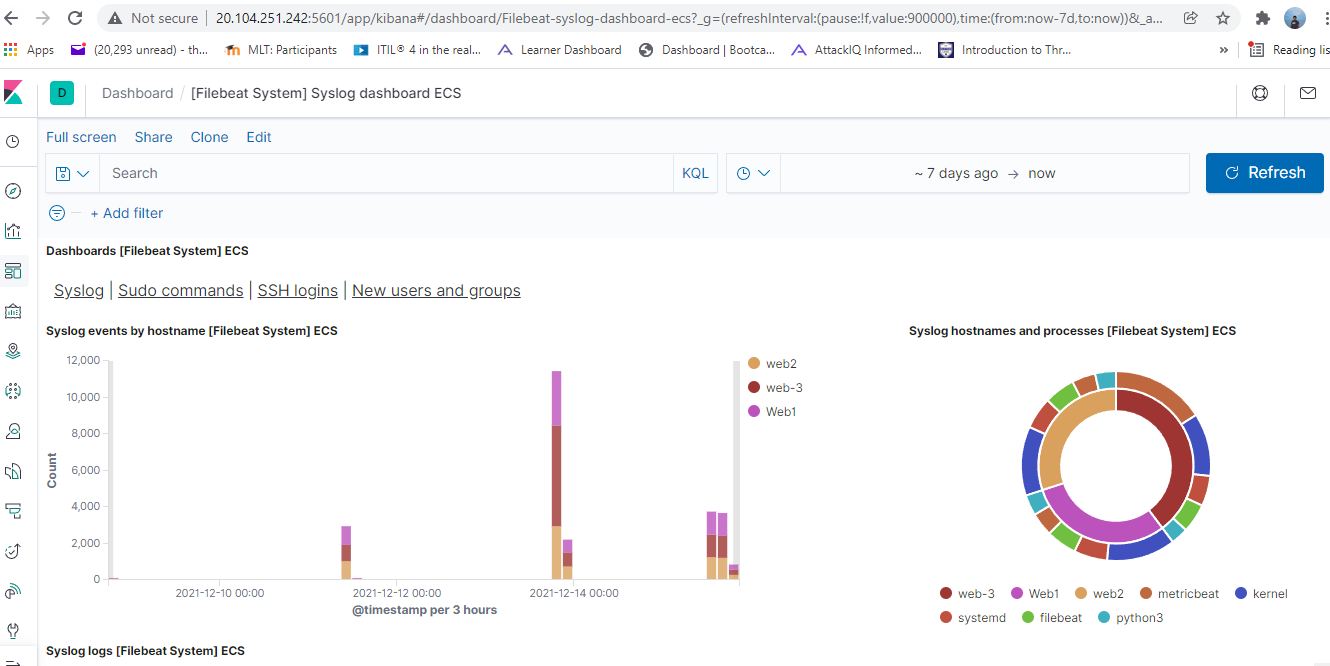 Not secure | 20.104.251.242:5601/app/kibana#/dashboard/Filebeat-syslog-dashboard-ecs?_g=(refreshInterval:(pause:!f,value:900000),time:(from:now-7d,to:now))&_a...
Apps (20,293 unread) - th... MLT: Participants ITIL® 4 in the real... Learner Dashboard Dashboard | Bootca... AttackIQ Informed... Introduction to Thr... » Reading lis
D Dashboard / [Filebeat System] Syslog dashboard ECS
Full screen Share Clone Edit
Search KQL ~ 7 days ago → now Refresh
+ Add filter
Dashboards [Filebeat System] ECS
Syslog | Sudo commands | SSH logins | New users and groups
Syslog events by hostname [Filebeat System] ECS
12,000
10,000
8,000
6,000
4,000
2,000
0
Count
2021-12-10 00:00 2021-12-12 00:00 2021-12-14 00:00
@timestamp per 3 hours
web2
web-3
Web1
Syslog hostnames and processes [Filebeat System] ECS
web-3 Web1 web2 metricbeat kernel
systemd filebeat python3
Syslog logs [Filebeat System] ECS